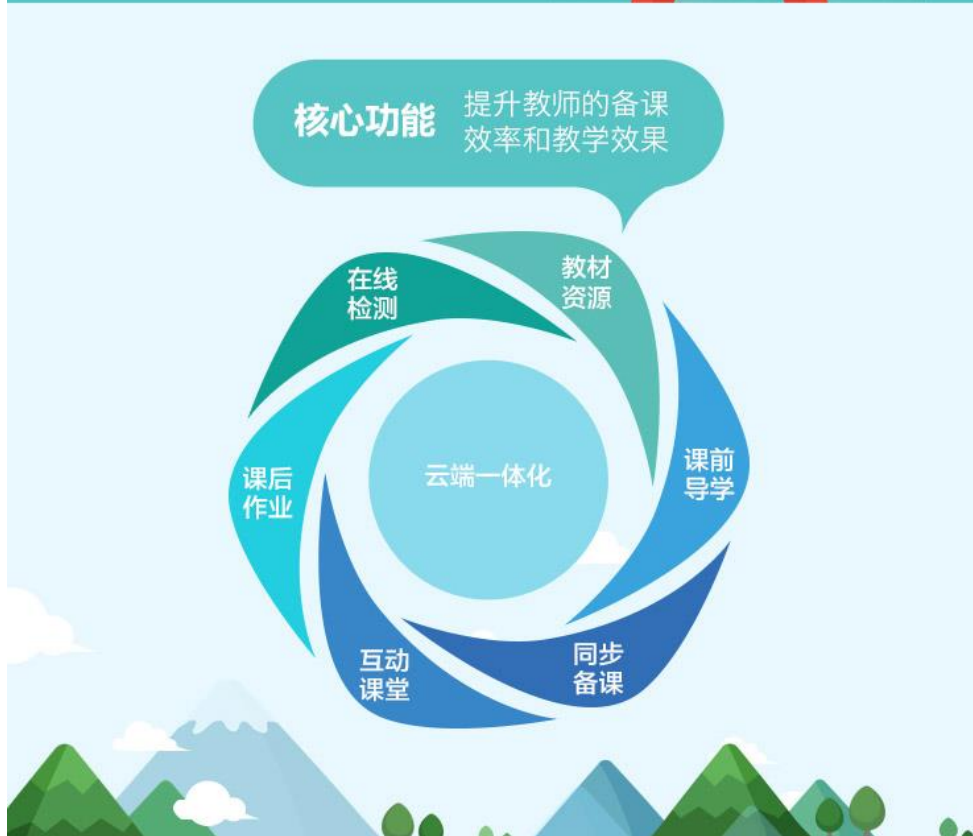 核心功能
提升教师的备课
效率和教学效果
教材
资源
课前
导学
同步
备课
互动
课堂
课后
作业
在线
检测
云端一体化